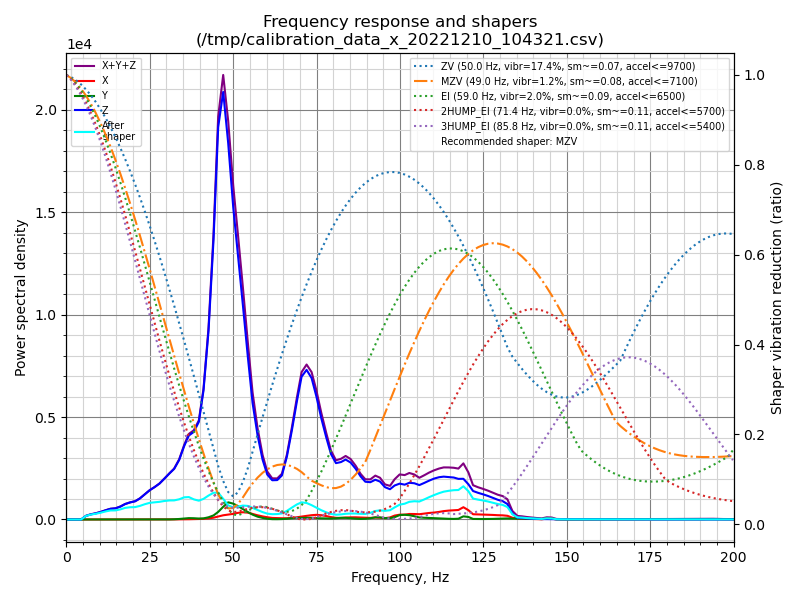 Frequency response and shapers
(/tmp/calibration_data_x_20221210_104321.csv)
1e4
X+Y+Z
X
Y
Z
After
shaper
ZV (50.0 Hz, vibr=17.4%, sm~=0.07, accel<=9700)
MZV (49.0 Hz, vibr=1.2%, sm~=0.08, accel<=7100)
EI (59.0 Hz, vibr=2.0%, sm~=0.09, accel<=6500)
2HUMP_EI (71.4 Hz, vibr=0.0%, sm~=0.11, accel<=5700)
3HUMP_EI (85.8 Hz, vibr=0.0%, sm~=0.11, accel<=5400)
Recommended shaper: MZV
Power spectral density
2.0
1.5
1.0
0.5
0.0
1.0
0.8
0.6
0.4
0.2
0.0
Shaper vibration reduction (ratio)
0 25 50 75 100 125 150 175 200
Frequency, Hz